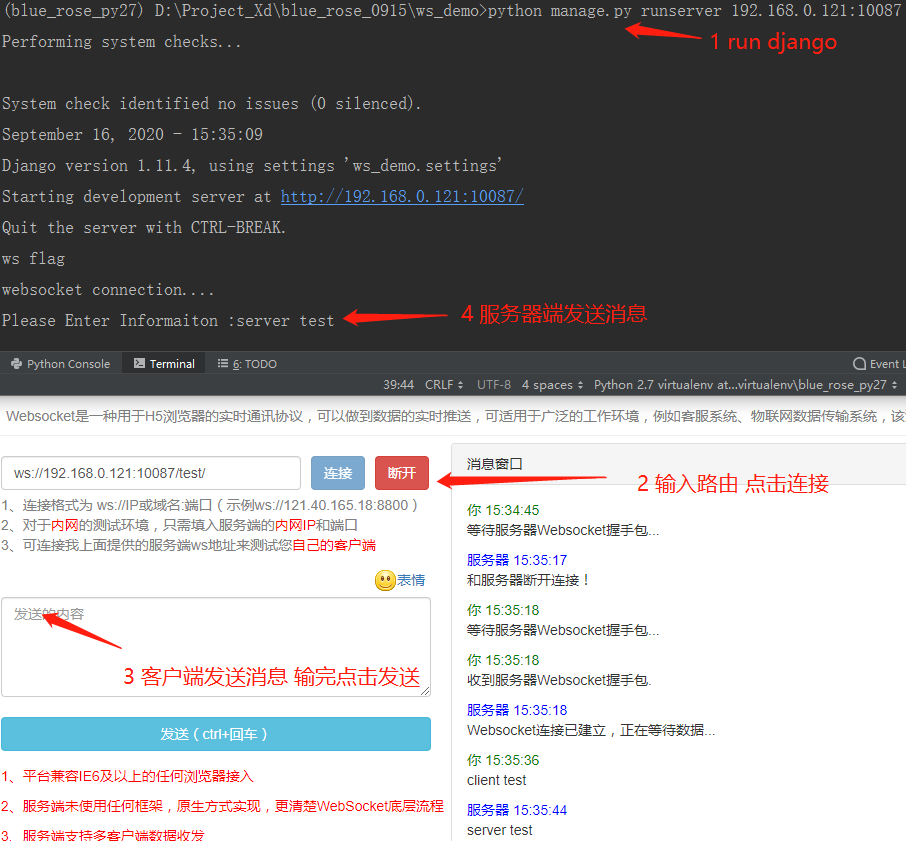 (blue_rose_py27) D:\Project_Xd\blue_rose_0915\ws_demo>python manage.py runserver 192.168.0.121:10087
Performing system checks...
1 run django
System check identified no issues (0 silenced).
September 16, 2020 - 15:35:09
Django version 1.11.4, using settings 'ws_demo.settings'
Starting development server at http://192.168.0.121:10087/
Quit the server with CTRL-BREAK.
ws flag
websocket connection....
Please Enter Informaiton :server test
4 服务器端发送消息
Python Console Terminal 6: TODO Event L
39:44 CRLF UTF-8 4 spaces Python 2.7 virtualenv at...virtualenv\blue_rose_py27
Websocket是一种用于H5浏览器的实时通讯协议，可以做到数据的实时推送，可适用于广泛的工作环境，例如客服系统、物联网数据传输系统，该
ws://192.168.0.121:10087/test/ 连接 断开
1、连接格式为 ws://IP或域名:端口（示例ws://121.40.165.18:8800）
2、对于内网的测试环境，只需填入服务端的内网IP和端口
3、可连接我上面提供的服务端ws地址来测试您自己的客户端
表情
发送的内容
3 客户端发送消息 输完点击发送
发送（ctrl+回车）
1、平台兼容IE6及以上的任何浏览器接入
2、服务端未使用任何框架，原生方式实现，更清楚WebSocket底层流程
3、服务端支持多客户端数据收发
消息窗口
2 输入路由 点击连接
你 15:34:45
等待服务器Websocket握手包...
服务器 15:35:17
和服务器断开连接！
你 15:35:18
等待服务器Websocket握手包...
你 15:35:18
收到服务器Websocket握手包.
服务器 15:35:18
Websocket连接已建立，正在等待数据...
你 15:35:36
client test
服务器 15:35:44
server test